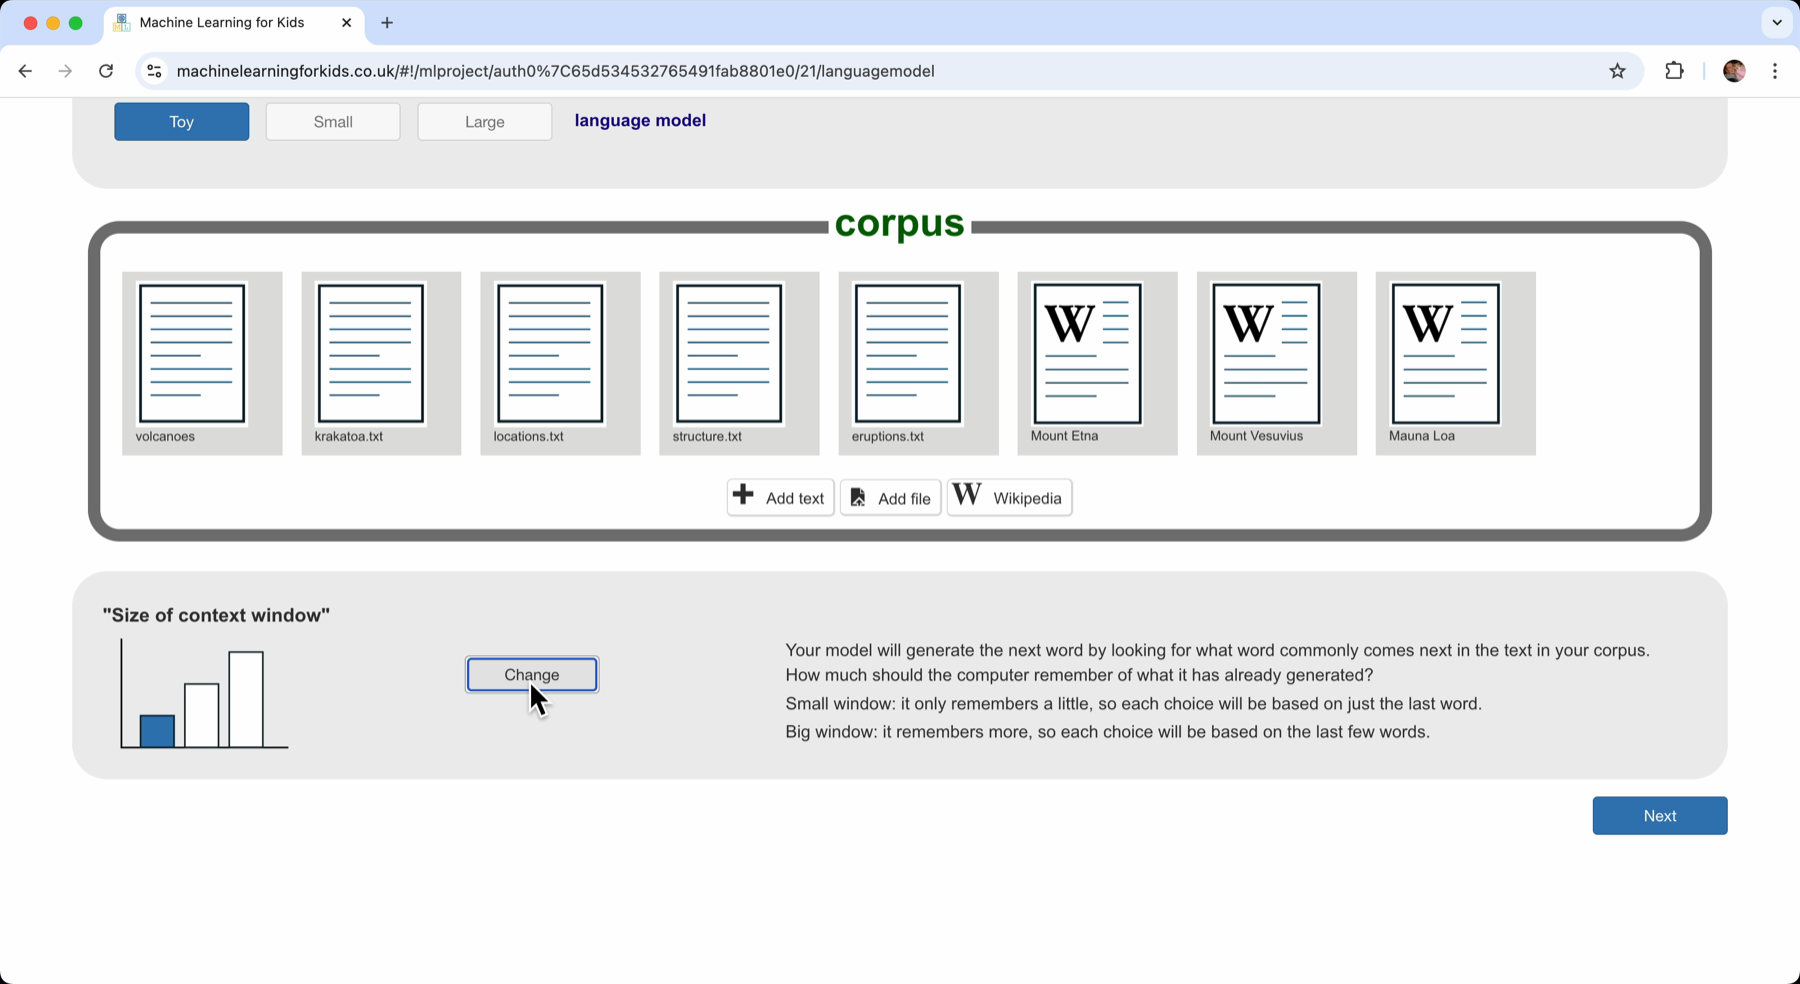 Machine Learning for Kids
machinelearningforkids.co.uk/#!/mlproject/auth0%7C65d534532765491fab8801e0/21/languagemodel
Toy Small Large language model
corpus
W W W
volcanoes krakatoa.txt locations.txt structure.txt eruptions.txt Mount Etna Mount Vesuvius Mauna Loa
Add text Add file W Wikipedia
"Size of context window"
Change
Your model will generate the next word by looking for what word commonly comes next in the text in your corpus.
How much should the computer remember of what it has already generated?
Small window: it only remembers a little, so each choice will be based on just the last word.
Big window: it remembers more, so each choice will be based on the last few words.
Next